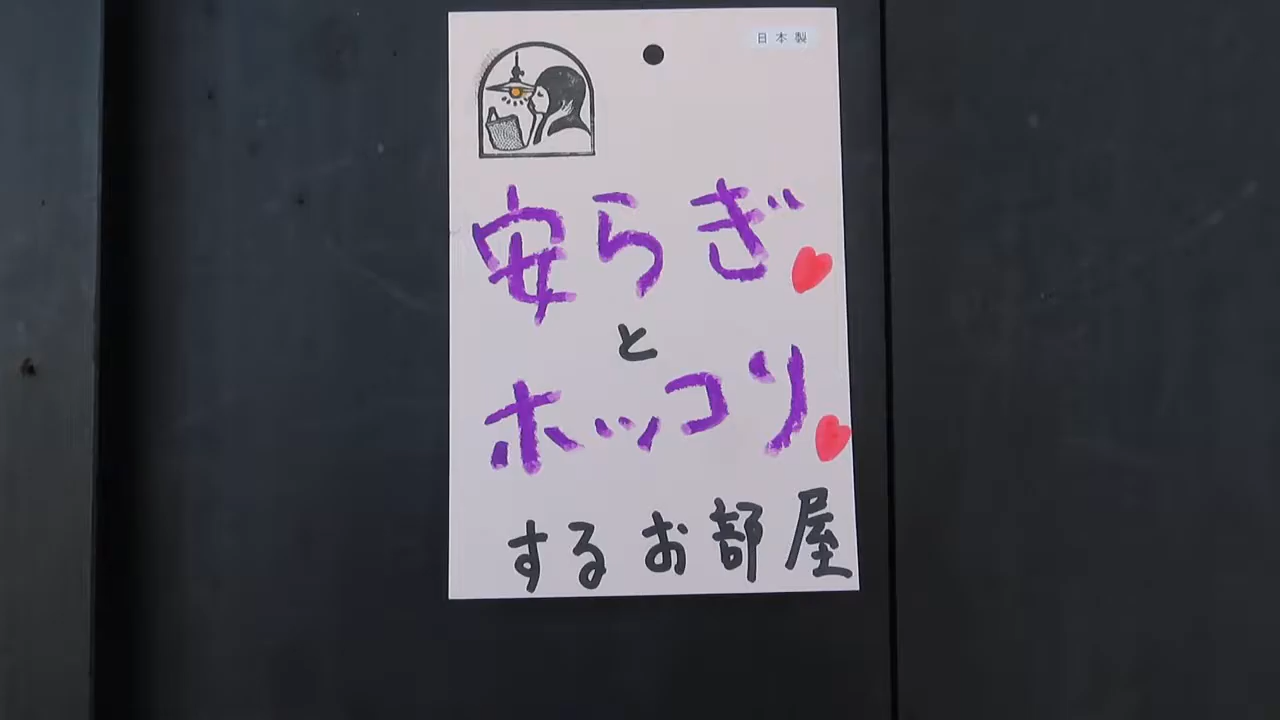 日本製
安らぎ
と
ホッコリ
するお部屋